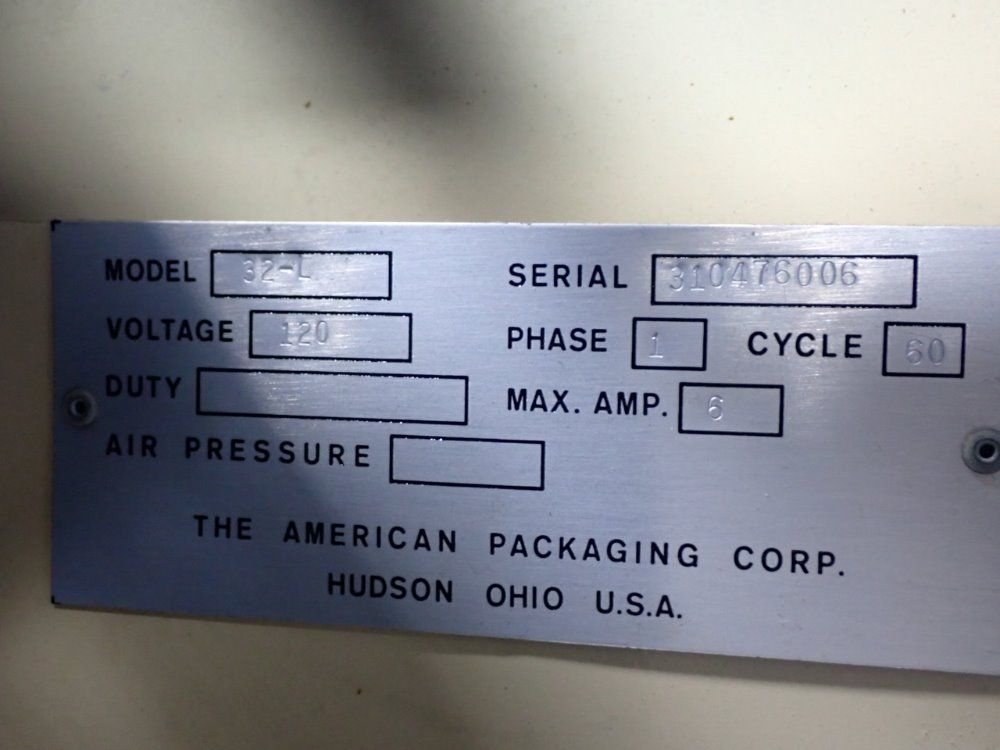 MODEL 32-L SERIAL 310476006
VOLTAGE 120 PHASE 1 CYCLE 60
DUTY MAX. AMP. 6
AIR PRESSURE
THE AMERICAN PACKAGING CORP.
HUDSON OHIO U.S.A.